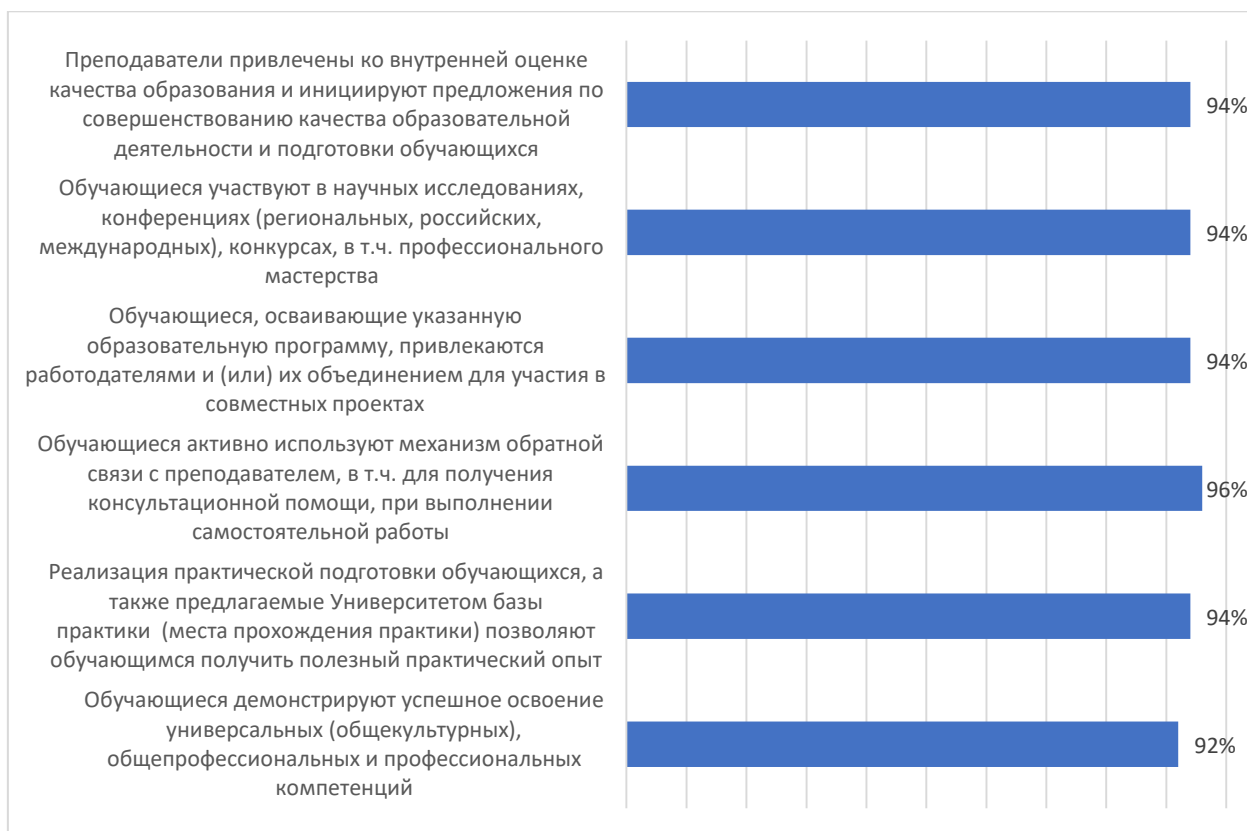 Преподаватели привлечены ко внутренней оценке
качества образования и инициируют предложения по
совершенствованию качества образовательной
деятельности и подготовки обучающихся
94%
Обучающиеся участвуют в научных исследованиях,
конференциях (региональных, российских,
международных), конкурсах, в т.ч. профессионального
мастерства
94%
Обучающиеся, осваивающие указанную
образовательную программу, привлекаются
работодателями и (или) их объединением для участия в
совместных проектах
94%
Обучающиеся активно используют механизм обратной
связи с преподавателем, в т.ч. для получения
консультационной помощи, при выполнении
самостоятельной работы
96%
Реализация практической подготовки обучающихся, а
также предлагаемые Университетом базы
практики (места прохождения практики) позволяют
обучающимся получить полезный практический опыт
94%
Обучающиеся демонстрируют успешное освоение
универсальных (общекультурных),
общепрофессиональных и профессиональных
компетенций
92%